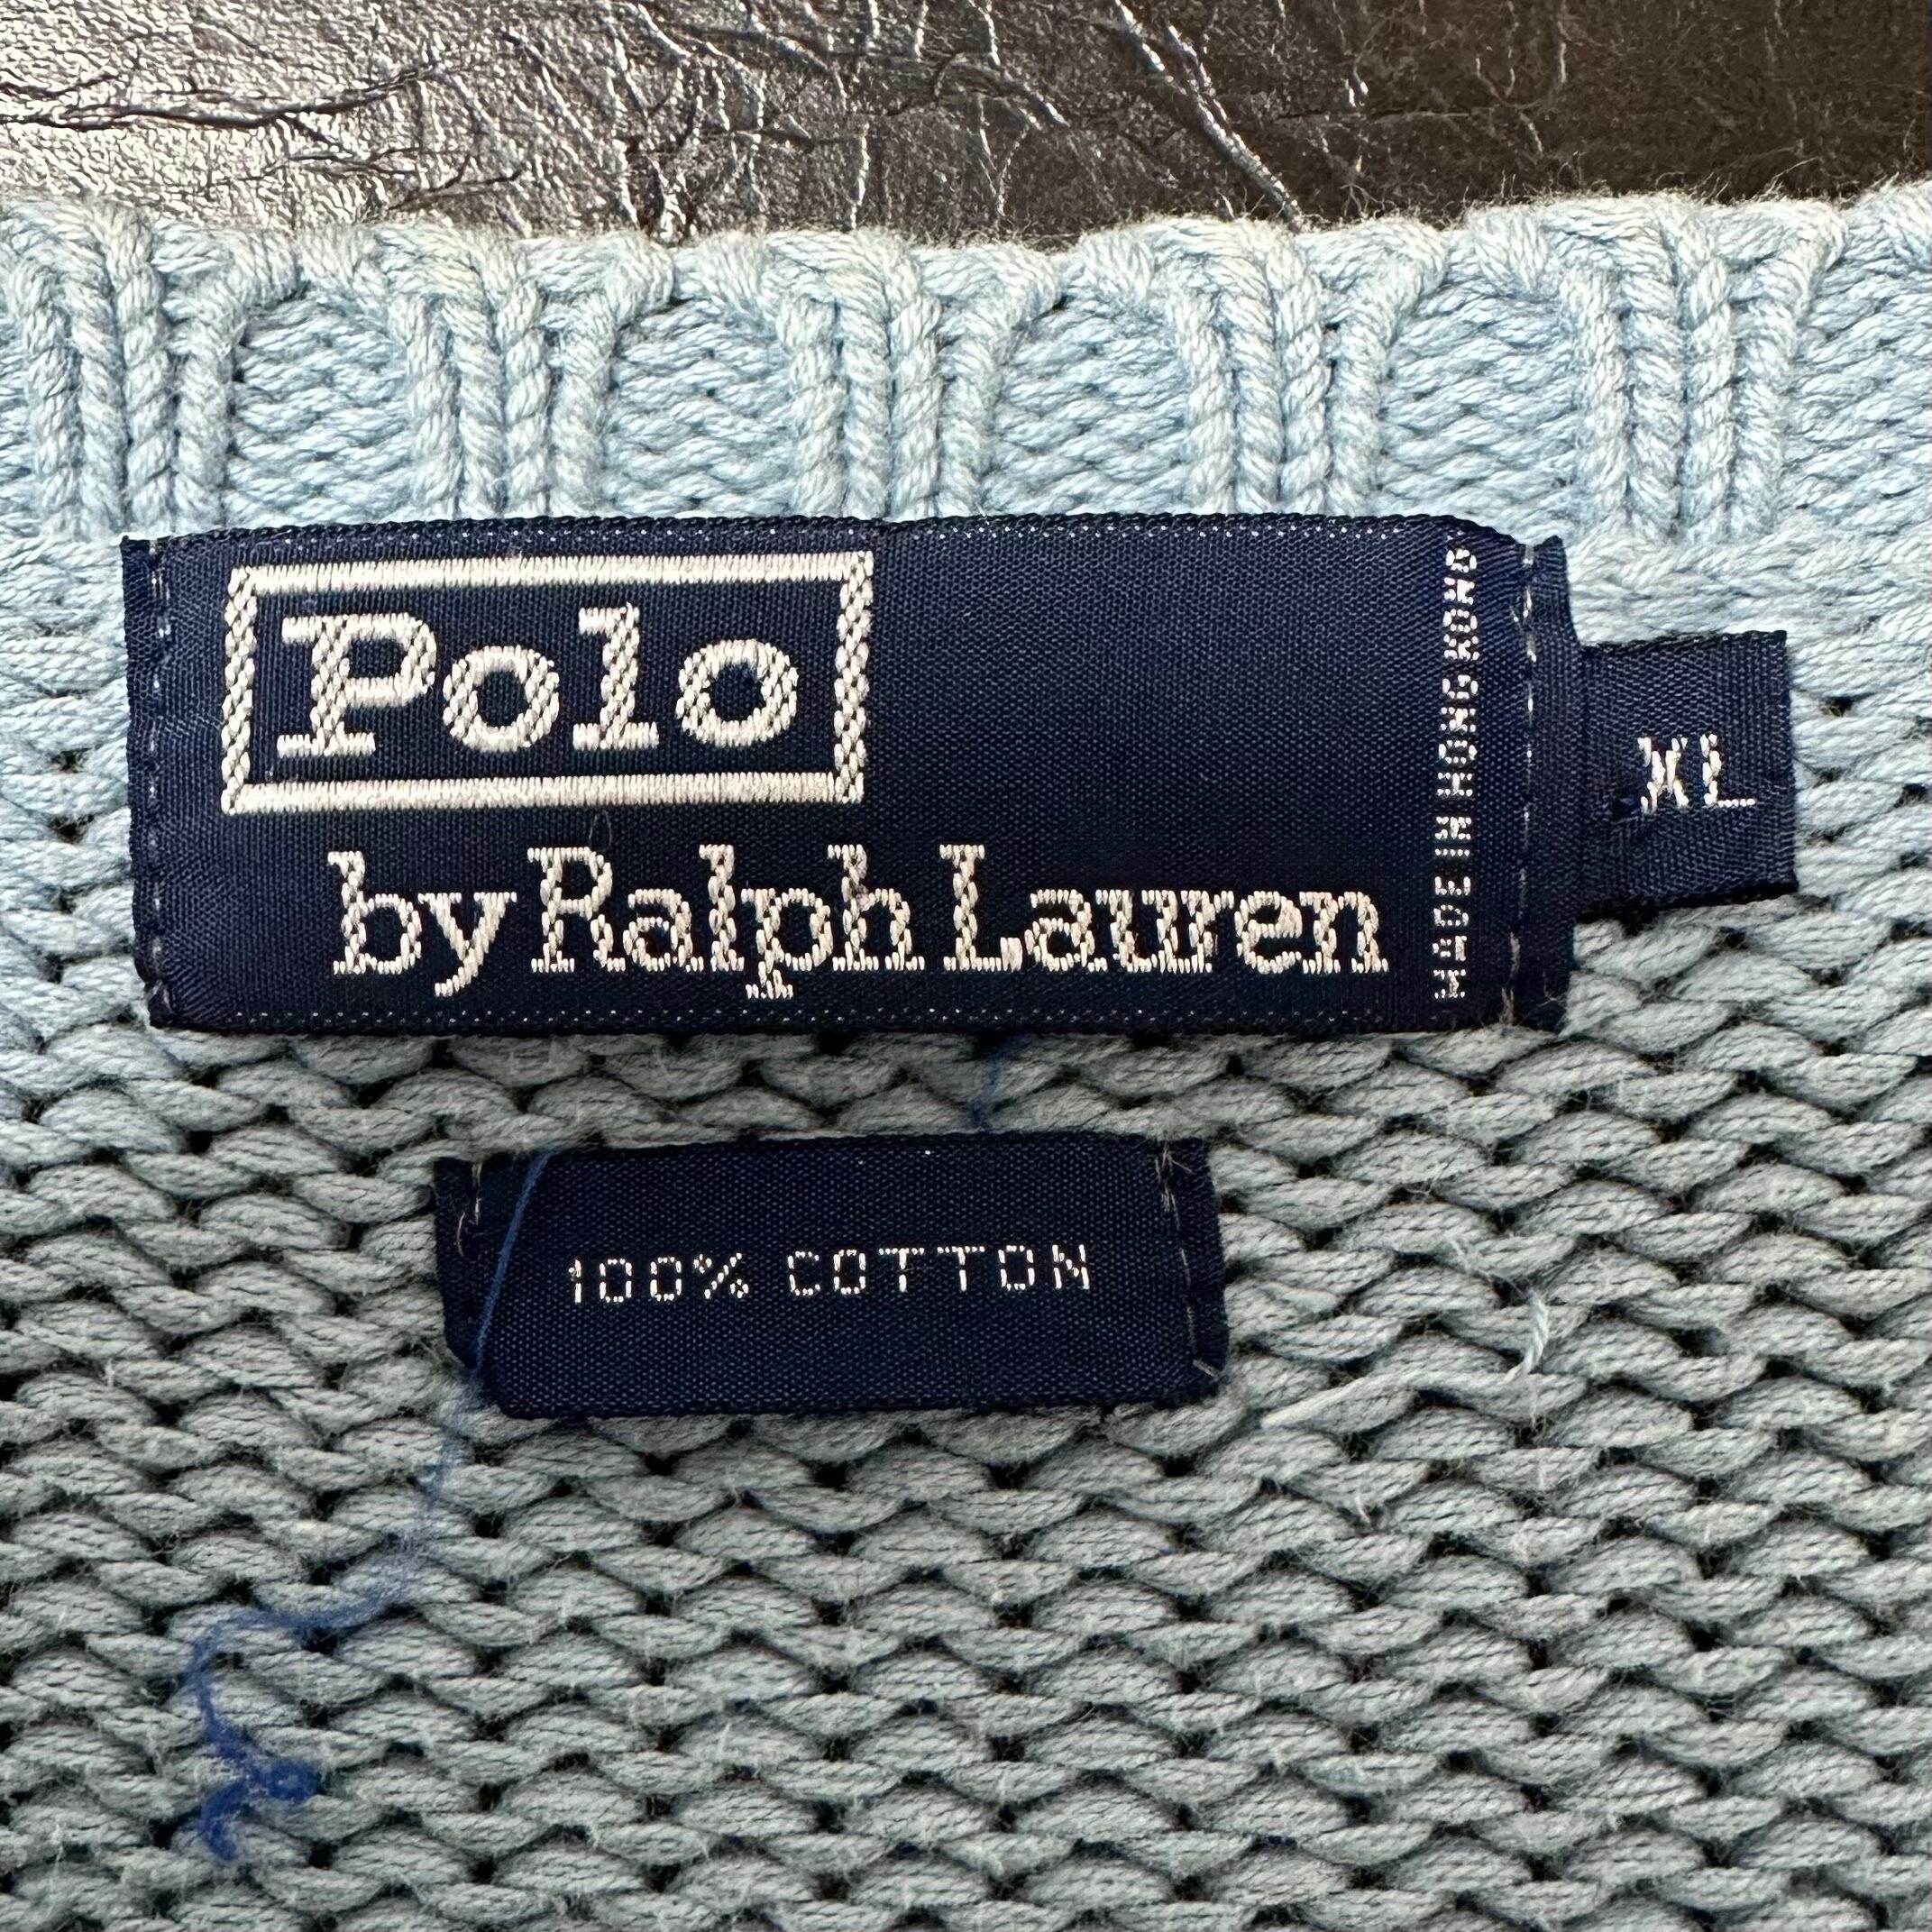 Polo
by Ralph Lauren
MADE IN HONG KONG
XL
100% COTTON